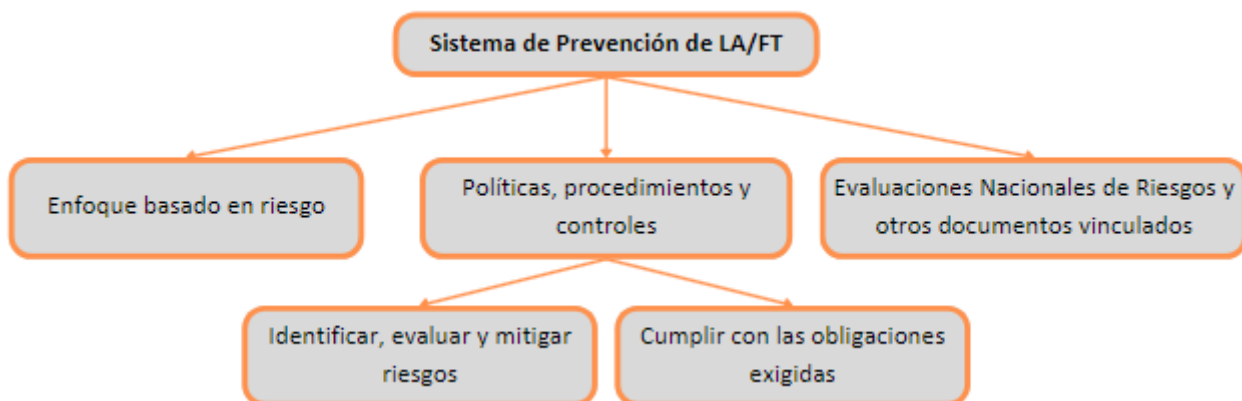 Sistema de Prevención de LA/FT
Enfoque basado en riesgo
Políticas, procedimientos y
controles
Evaluaciones Nacionales de Riesgos y
otros documentos vinculados
Identificar, evaluar y mitigar
riesgos
Cumplir con las obligaciones
exigidas